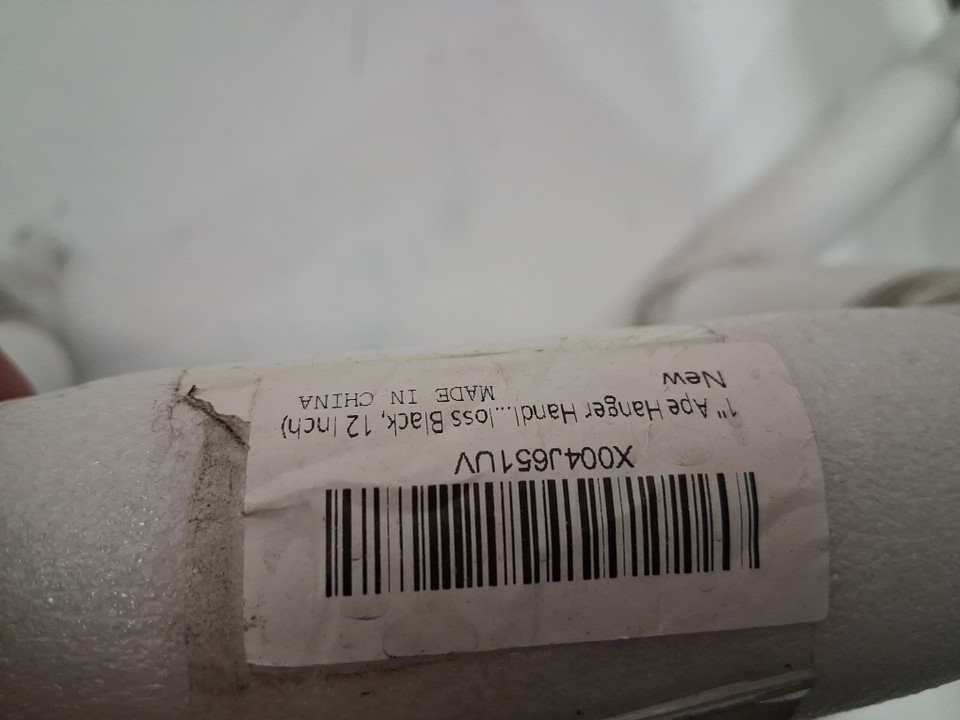 X004J651UV
1" Ape Hanger Handl...loss Black, 12 Inch)
New
MADE IN CHINA